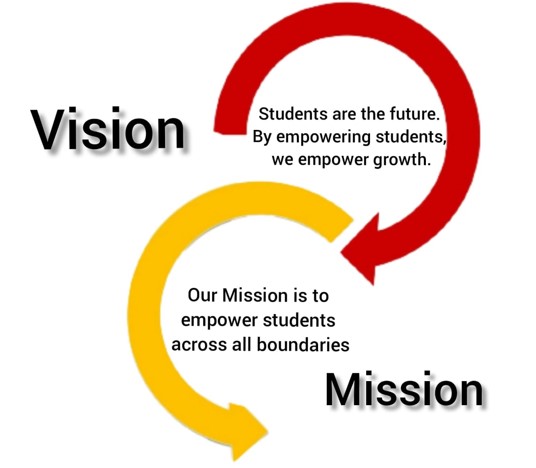 Vision
Students are the future.
By empowering students,
we empower growth.
Our Mission is to
empower students
across all boundaries
Mission